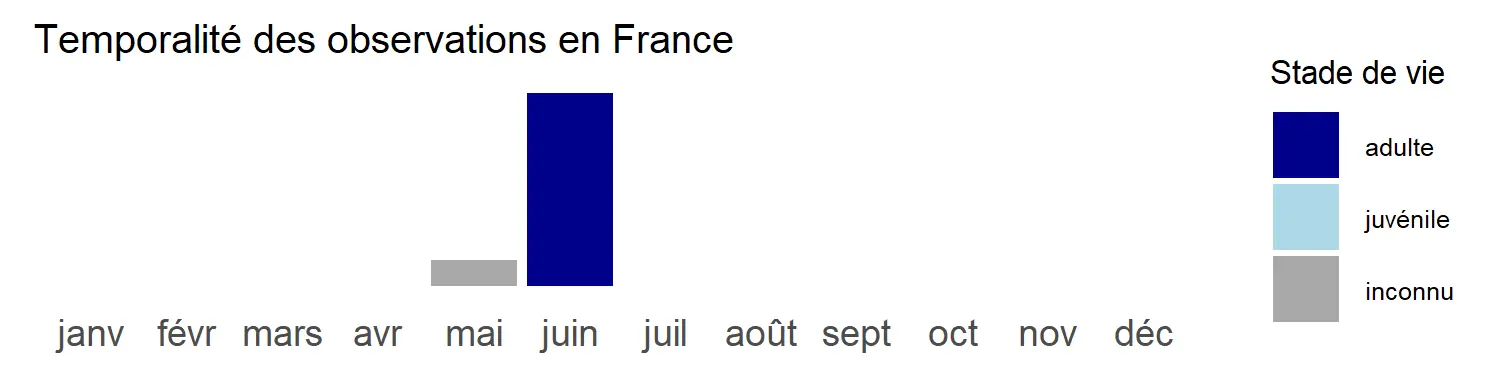 Temporalité des observations en France
Stade de vie
adulte
juvénile
inconnu
janv févr mars avr mai juin juil août sept oct nov déc